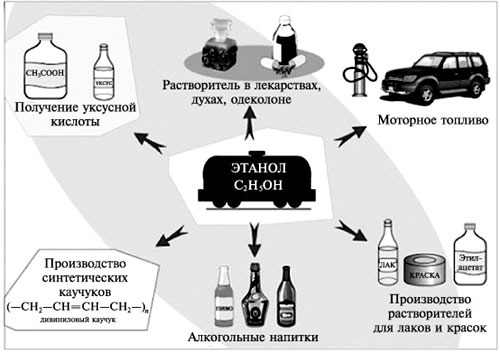 CH₃COOH
УКСУС
Получение уксусной
кислоты
Растворитель в лекарствах,
духах, одеколоне
Моторное топливо
ЭТАНОЛ
C₂H₅OH
Производство
синтетических
каучуков
(—CH₂—CH=CH—CH₂—)ₙ
дивиниловый каучук
ПИВО
Алкогольные напитки
ЛАК
КРАСКА
Этил-
ацетат
Производство
растворителей
для лаков и красок